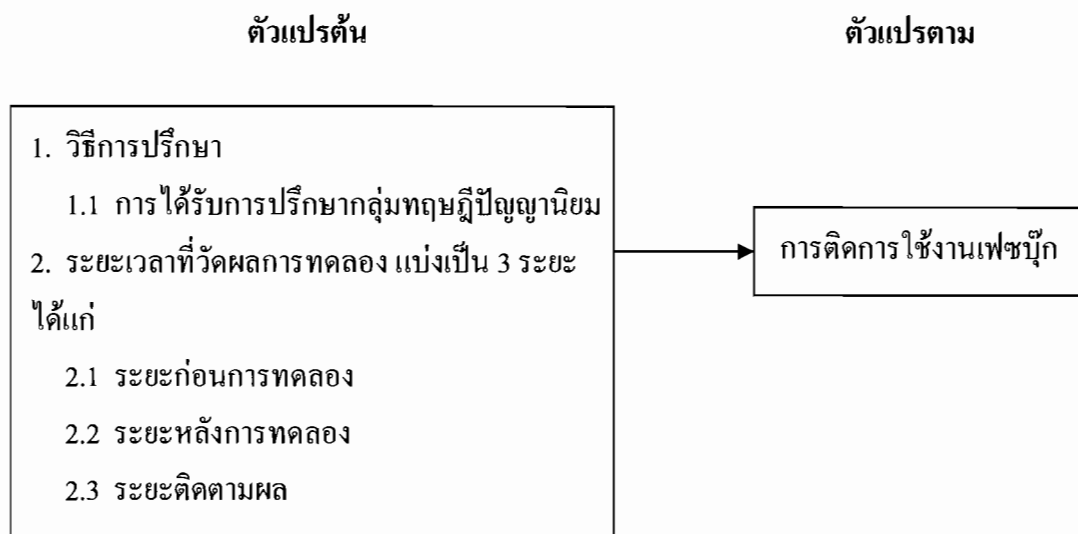 ตัวแปรต้น
ตัวแปรตาม
1. วิธีการปรึกษา
1.1 การได้รับการปรึกษากลุ่มทฤษฎีปัญญานิยม
2. ระยะเวลาที่วัดผลการทดลอง แบ่งเป็น 3 ระยะ
ได้แก่
2.1 ระยะก่อนการทดลอง
2.2 ระยะหลังการทดลอง
2.3 ระยะติดตามผล
การติดการใช้งานเฟซบุ๊ก